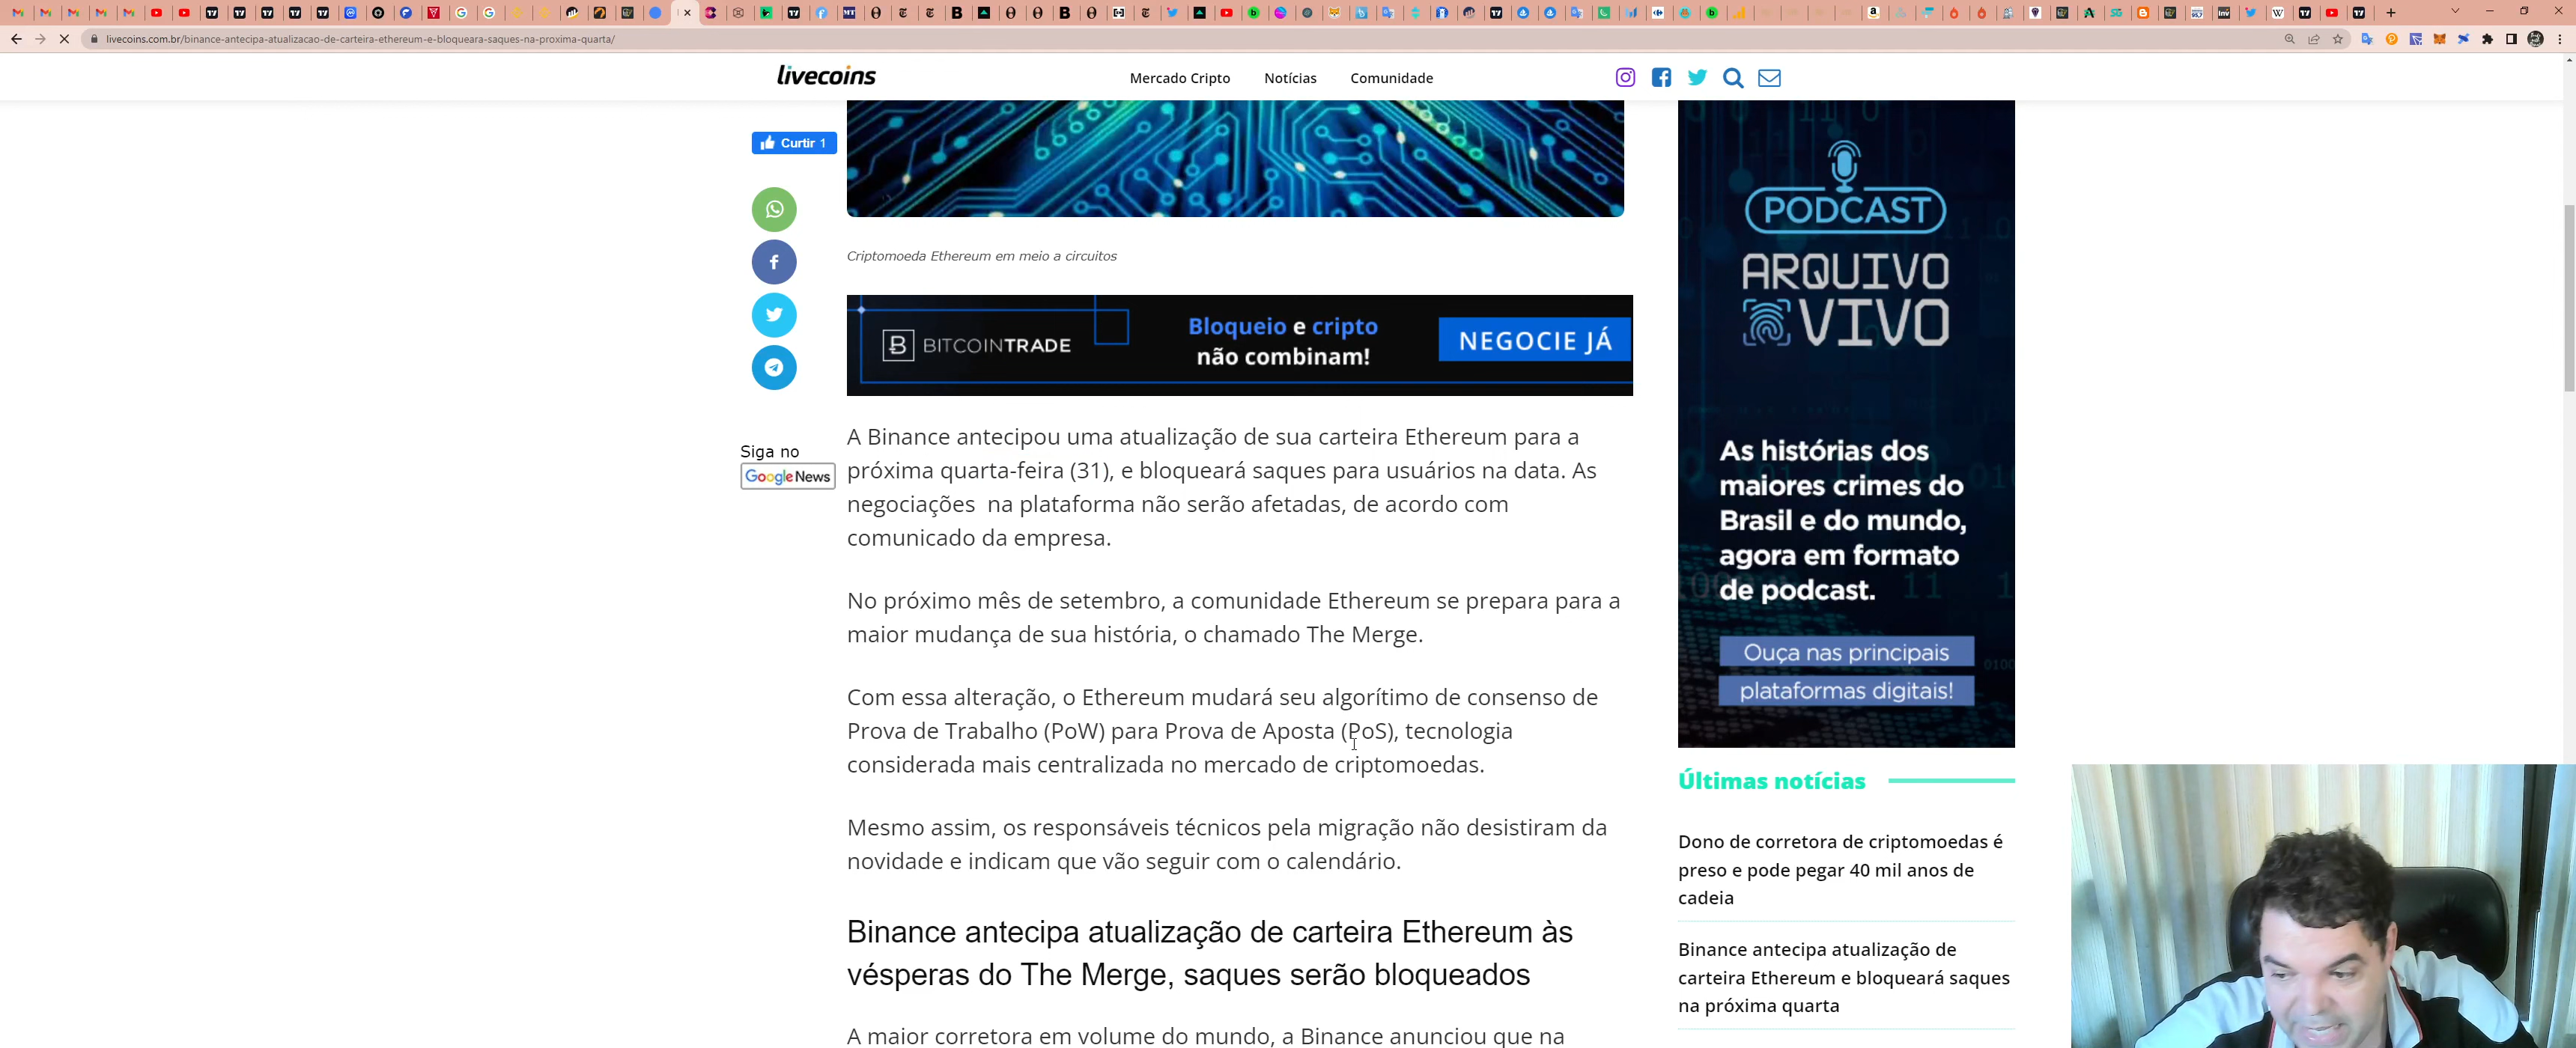 livecoins.com.br/binance-antecipa-atualizacao-de-carteira-ethereum-e-bloqueara-saques-na-proxima-quarta/
livecoins
Mercado Cripto
Notícias
Comunidade
Curtir 1
Criptomoeda Ethereum em meio a circuitos
BITCOINTRADE
Bloqueio e cripto
não combinam!
NEGOCIE JÁ
Siga no
Google News
A Binance antecipou uma atualização de sua carteira Ethereum para a
próxima quarta-feira (31), e bloqueará saques para usuários na data. As
negociações  na plataforma não serão afetadas, de acordo com
comunicado da empresa.
No próximo mês de setembro, a comunidade Ethereum se prepara para a
maior mudança de sua história, o chamado The Merge.
Com essa alteração, o Ethereum mudará seu algorítimo de consenso de
Prova de Trabalho (PoW) para Prova de Aposta (PoS), tecnologia
considerada mais centralizada no mercado de criptomoedas.
Mesmo assim, os responsáveis técnicos pela migração não desistiram da
novidade e indicam que vão seguir com o calendário.
Binance antecipa atualização de carteira Ethereum às
vésperas do The Merge, saques serão bloqueados
A maior corretora em volume do mundo, a Binance anunciou que na
PODCAST
ARQUIVO
VIVO
As histórias dos
maiores crimes do
Brasil e do mundo,
agora em formato
de podcast.
Ouça nas principais
plataformas digitais!
Últimas notícias
Dono de corretora de criptomoedas é
preso e pode pegar 40 mil anos de
cadeia
Binance antecipa atualização de
carteira Ethereum e bloqueará saques
na próxima quarta